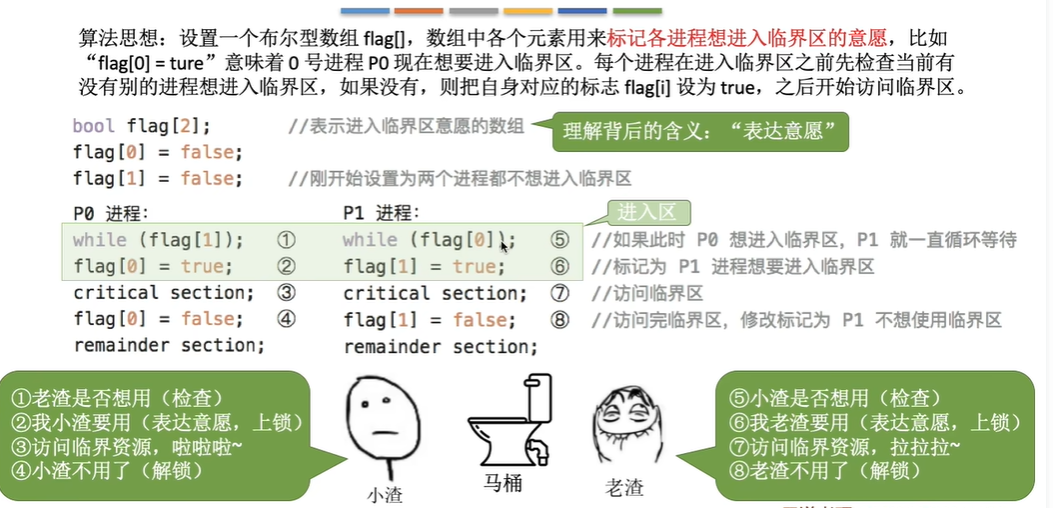 算法思想：设置一个布尔型数组 flag[]，数组中各个元素用来标记各进程想进入临界区的意愿，比如
“flag[0] = ture”意味着 0 号进程 P0 现在想要进入临界区。每个进程在进入临界区之前先检查当前有
没有别的进程想进入临界区，如果没有，则把自身对应的标志 flag[i] 设为 true，之后开始访问临界区。
bool flag[2]; //表示进入临界区意愿的数组
理解背后的含义：“表达意愿”
flag[0] = false;
flag[1] = false; //刚开始设置为两个进程都不想进入临界区
P0 进程: P1 进程:
进入区
while (flag[1]); ① while (flag[0]); ⑤ //如果此时 P0 想进入临界区，P1 就一直循环等待
flag[0] = true; ② flag[1] = true; ⑥ //标记为 P1 进程想要进入临界区
critical section; ③ critical section; ⑦ //访问临界区
flag[0] = false; ④ flag[1] = false; ⑧ //访问完临界区，修改标记为 P1 不想使用临界区
remainder section; remainder section;
①老渣是否想用（检查）
②我小渣要用（表达意愿，上锁）
③访问临界资源，啦啦啦~
④小渣不用了（解锁）
小渣
马桶
老渣
⑤小渣是否想用（检查）
⑥我老渣要用（表达意愿，上锁）
⑦访问临界资源，拉拉拉~
⑧老渣不用了（解锁）